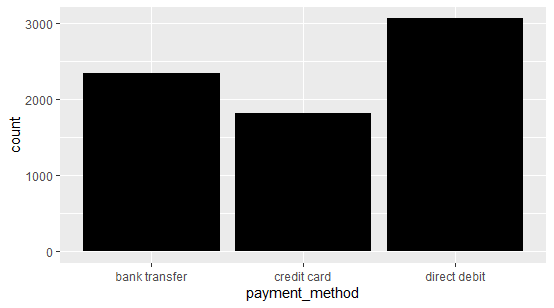 3000
2000
1000
0
count
bank transfer credit card direct debit
payment_method